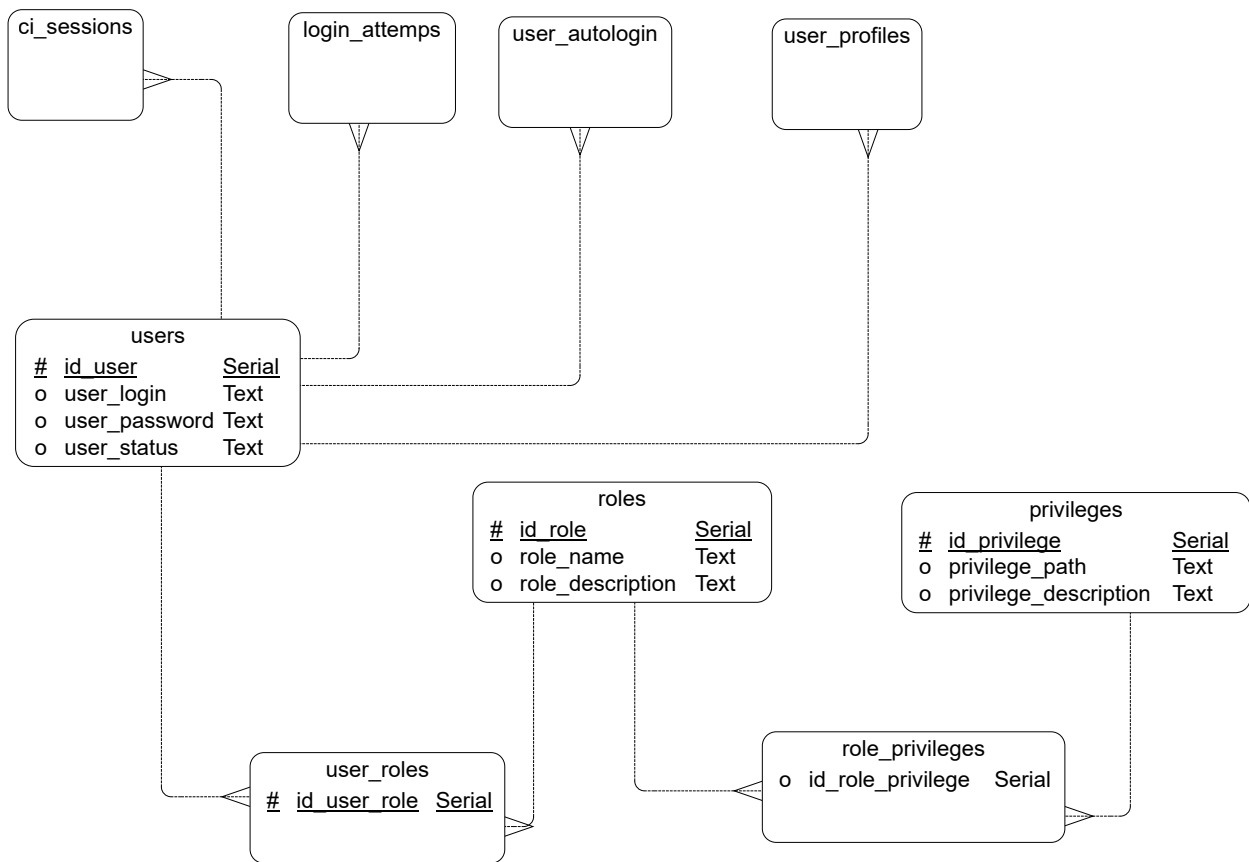 ci_sessions
login_attemps
user_autologin
user_profiles
users
# id_user Serial
o user_login Text
o user_password Text
o user_status Text
roles
# id_role Serial
o role_name Text
o role_description Text
privileges
# id_privilege Serial
o privilege_path Text
o privilege_description Text
user_roles
# id_user_role Serial
role_privileges
o id_role_privilege Serial